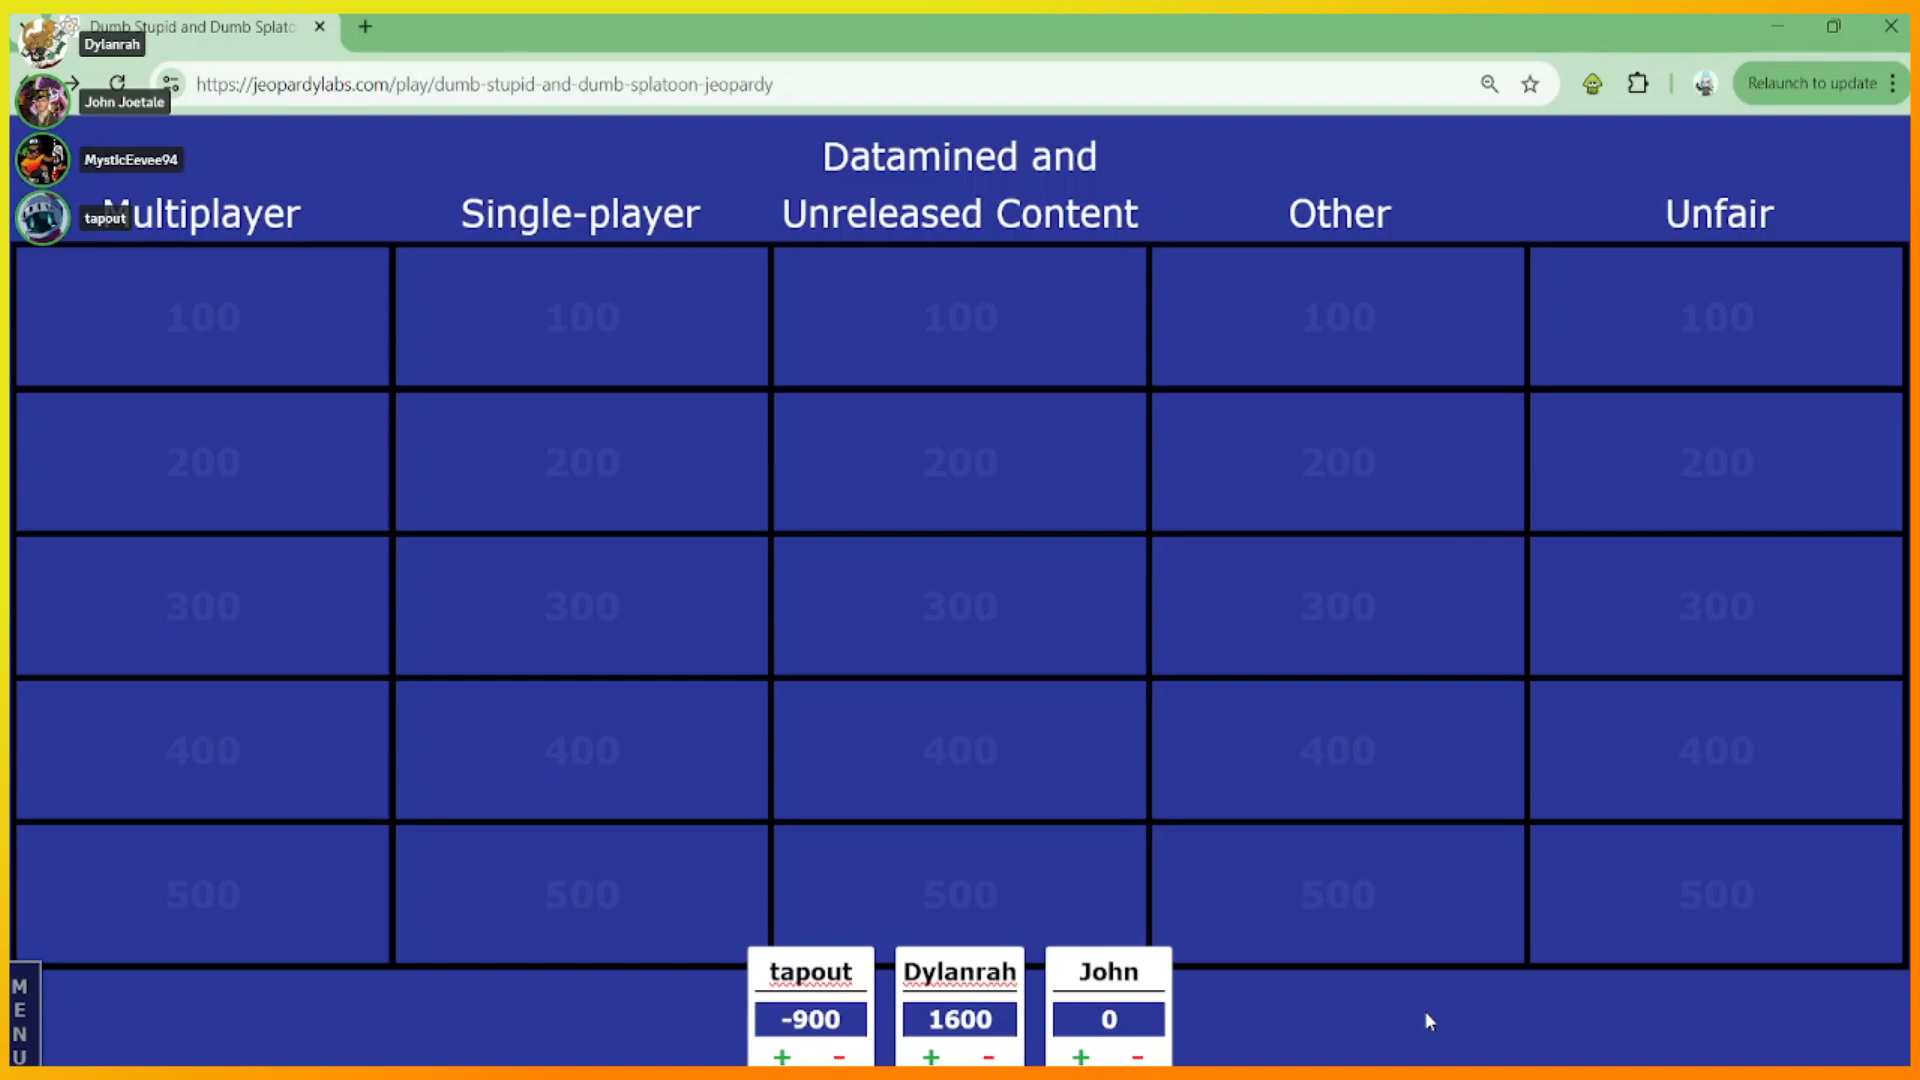 Dumb Stupid and Dumb Splato
Dylanrah
https://jeopardylabs.com/play/dumb-stupid-and-dumb-splatoon-jeopardy
Relaunch to update
John Joetale
MysticEevee94
tapout
Multiplayer
Single-player
Datamined and
Unreleased Content
Other
Unfair
100 100 100 100 100
200 200 200 200 200
300 300 300 300 300
400 400 400 400 400
500 500 500 500 500
MENU
tapout
-900
+ -
Dylanrah
1600
+ -
John
0
+ -